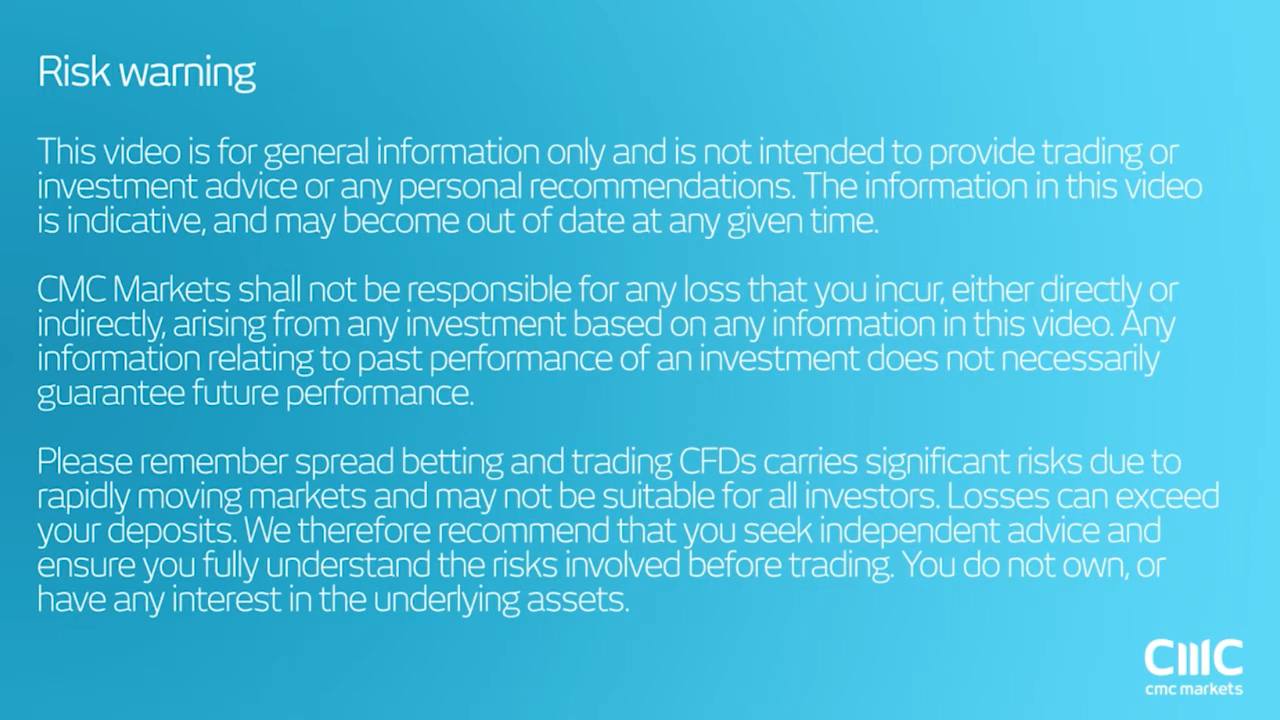 Risk warning
This video is for general information only and is not intended to provide trading or
investment advice or any personal recommendations. The information in this video
is indicative, and may become out of date at any given time.
CMC Markets shall not be responsible for any loss that you incur, either directly or
indirectly, arising from any investment based on any information in this video. Any
information relating to past performance of an investment does not necessarily
guarantee future performance.
Please remember spread betting and trading CFDs carries significant risks due to
rapidly moving markets and may not be suitable for all investors. Losses can exceed
your deposits. We therefore recommend that you seek independent advice and
ensure you fully understand the risks involved before trading. You do not own, or
have any interest in the underlying assets.
CMC
cmc markets